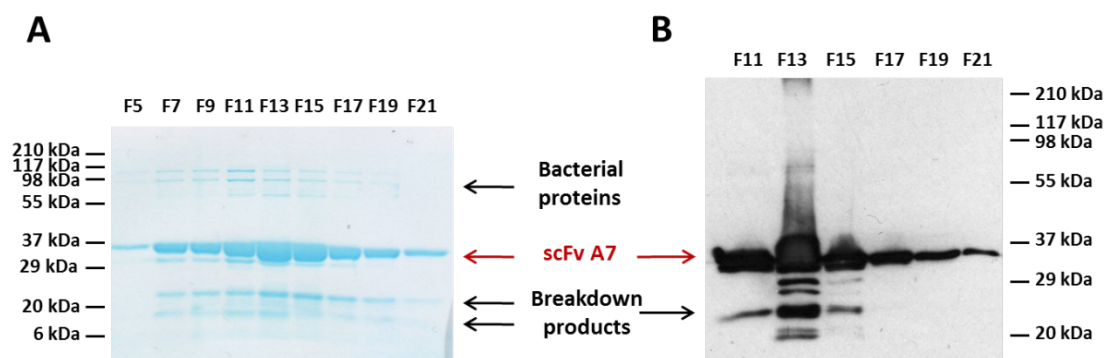 A
B
F5 F7 F9 F11 F13 F15 F17 F19 F21
F11 F13 F15 F17 F19 F21
210 kDa
117 kDa
98 kDa
55 kDa
37 kDa
29 kDa
20 kDa
6 kDa
Bacterial
proteins
scFv A7
Breakdown
products
210 kDa
117 kDa
98 kDa
55 kDa
37 kDa
29 kDa
20 kDa